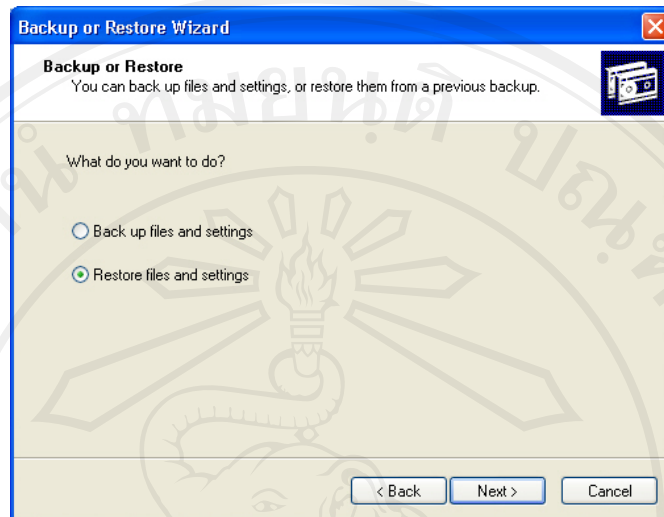 Backup or Restore Wizard
Backup or Restore
You can back up files and settings, or restore them from a previous backup.
What do you want to do?
Back up files and settings
Restore files and settings
< Back Next > Cancel